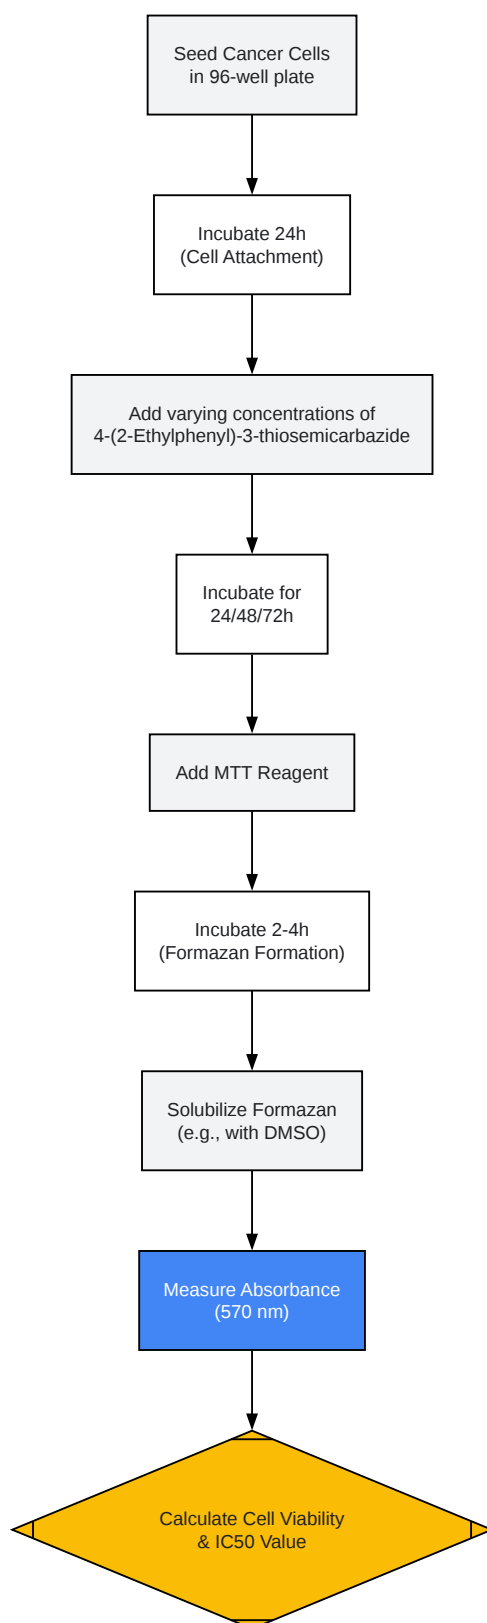 Seed Cancer Cells
in 96-well plate
Incubate 24h
(Cell Attachment)
Add varying concentrations of
4-(2-Ethylphenyl)-3-thiosemicarbazide
Incubate for
24/48/72h
Add MTT Reagent
Incubate 2-4h
(Formazan Formation)
Solubilize Formazan
(e.g., with DMSO)
Measure Absorbance
(570 nm)
Calculate Cell Viability
& IC50 Value